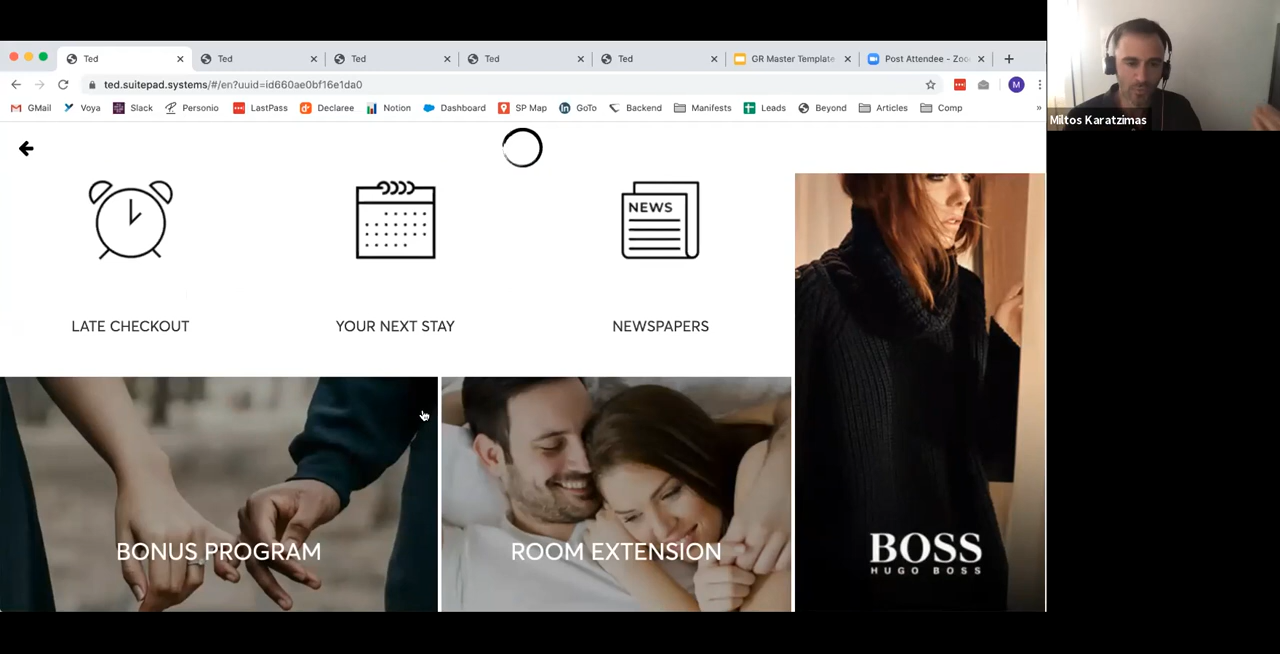 Ted
Ted
Ted
Ted
Ted
GR Master Template
Post Attendee - Zoo
ted.suitepad.systems/#/en?uuid=id660ae0bf16e1da0
M
GMail
Voya
Slack
Personio
LastPass
Declaree
Notion
Dashboard
SP Map
GoTo
Backend
Manifests
Leads
Beyond
Articles
Comp
»
Miltos Karatzimas
NEWS
LATE CHECKOUT
YOUR NEXT STAY
NEWSPAPERS
BONUS PROGRAM
ROOM EXTENSION
BOSS
HUGO BOSS